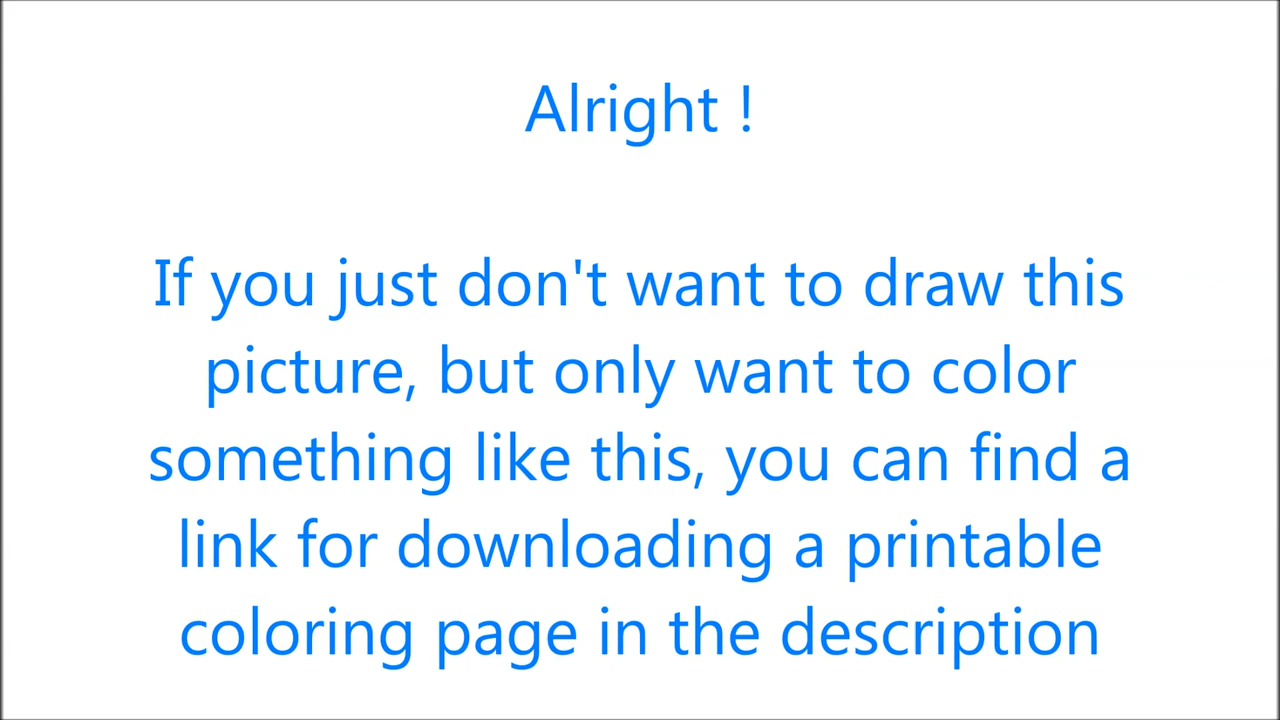 Alright !
If you just don't want to draw this
picture, but only want to color
something like this, you can find a
link for downloading a printable
coloring page in the description